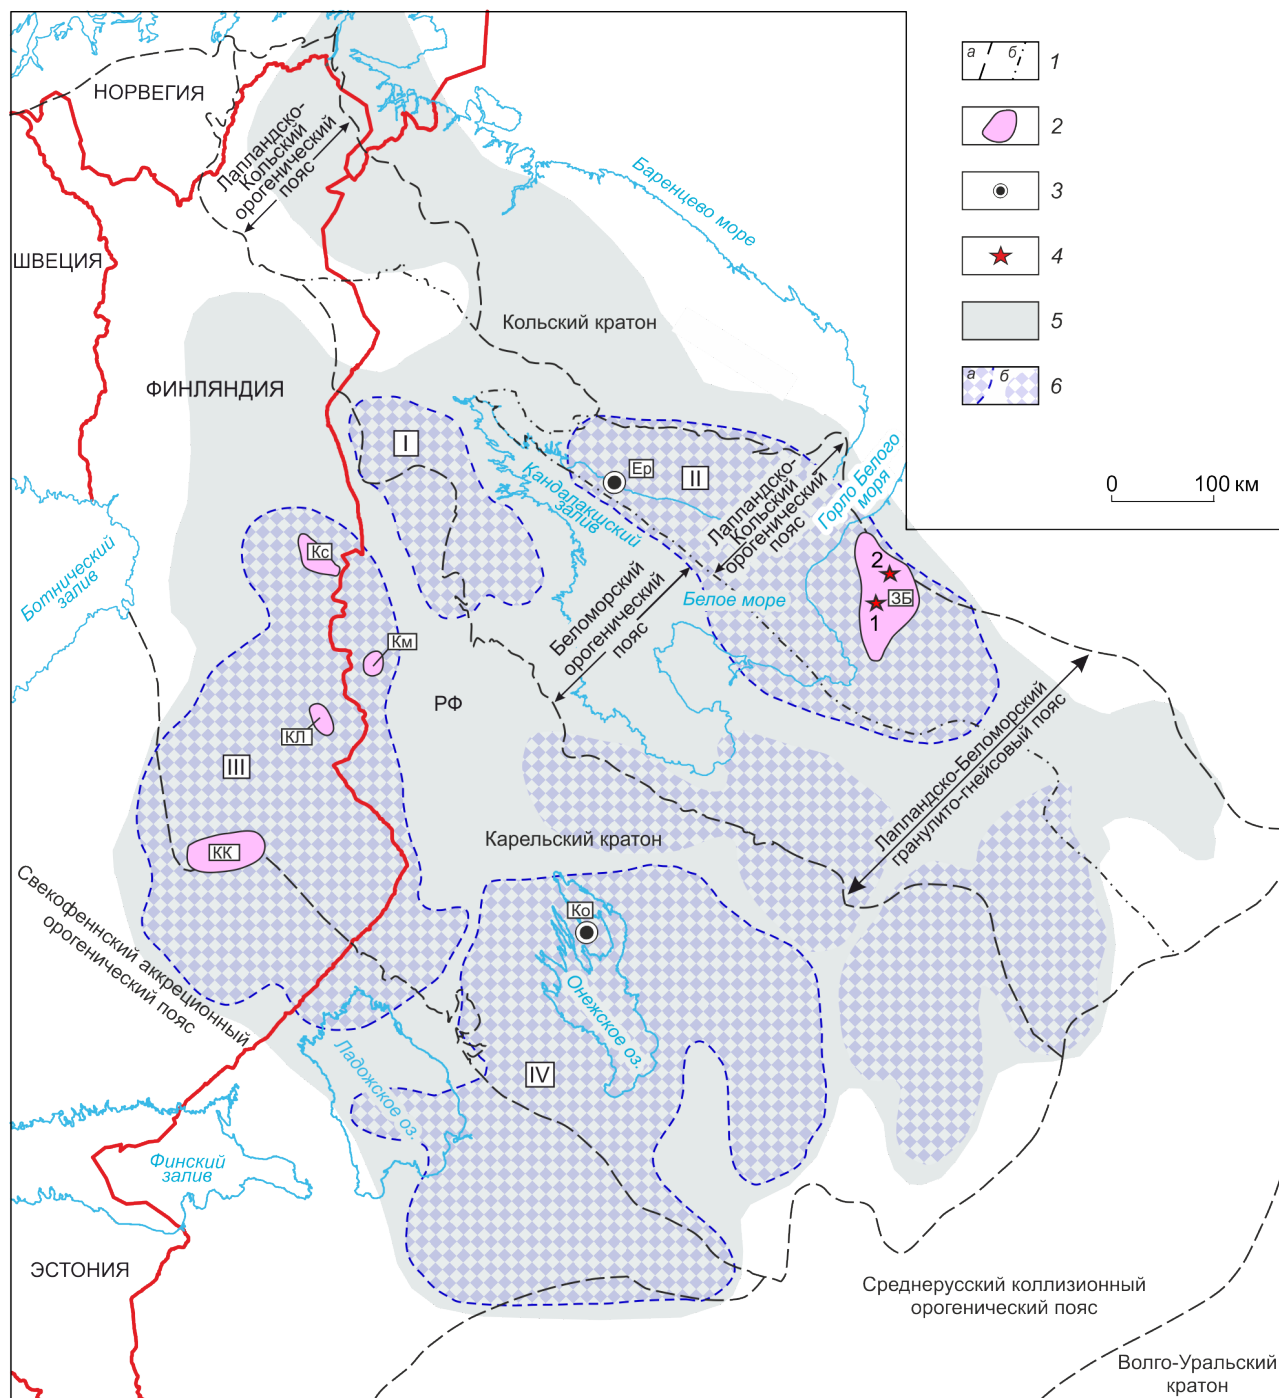 НОРВЕГИЯ
ШВЕЦИЯ
ФИНЛЯНДИЯ
Лапландско-
Кольский
орогенический
пояс
Баренцево море
Кольский кратон
а
б
1
2
3
4
5
а
б
6
0
100 км
I
II
Ер
Кандалакшский
залив
Лапландско-
Кольский
орогенический
пояс
Горло Белого
моря
Ботнический
залив
Кс
Км
КЛ
III
КК
РФ
Беломорский
орогенический
пояс
Белое море
2
ЗБ
1
Лапландско-Беломорский
гранулито-гнейсовый пояс
Карельский кратон
Свекофеннский аккреционный
орогенический пояс
Ко
Онежское оз.
IV
Ладожское оз.
Финский
залив
ЭСТОНИЯ
Среднерусский коллизионный
орогенический пояс
Волго-Уральский
кратон